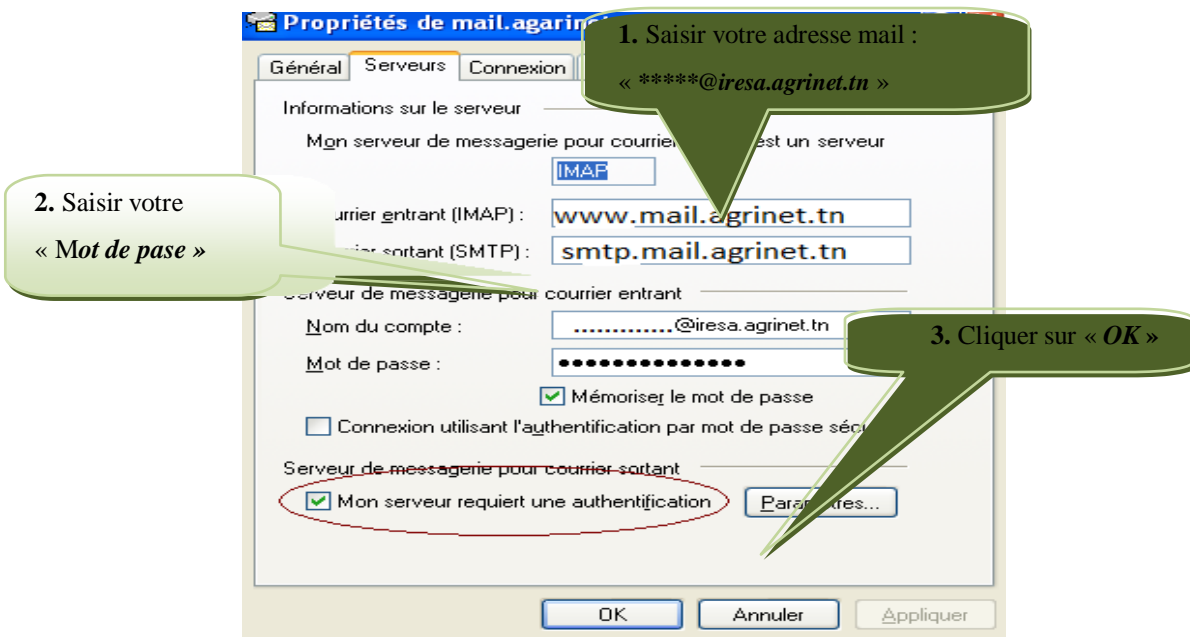 Propriétés de mail.agarinet
1. Saisir votre adresse mail :
« *****@iresa.agrinet.tn »
Général Serveurs Connexion
Informations sur le serveur
Mon serveur de messagerie pour courrier est un serveur
IMAP
2. Saisir votre
« Mot de pase »
urrier entrant (IMAP) : www.mail.agrinet.tn
sortant (SMTP) : smtp.mail.agrinet.tn
Serveur de messagerie pour courrier entrant
Nom du compte : .............@iresa.agrinet.tn
3. Cliquer sur « OK »
Mot de passe : ••••••••••••••
Mémoriser le mot de passe
Connexion utilisant l'authentification par mot de passe séc
Serveur de messagerie pour courrier sortant
Mon serveur requiert une authentification Paramètres...
OK Annuler Appliquer